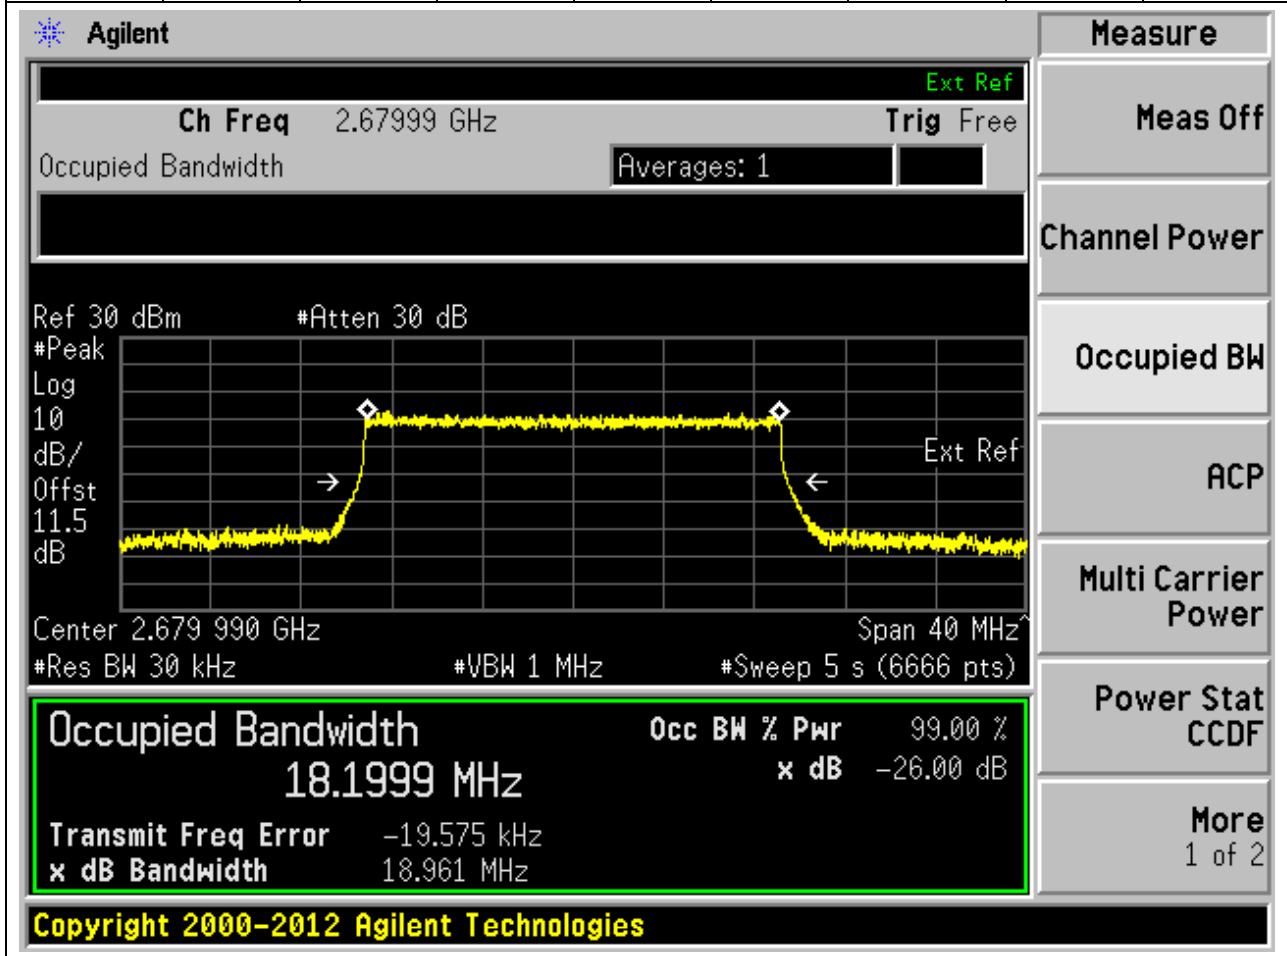 Agilent
Measure
Ext Ref
Ch Freq 2.67999 GHz Trig Free
Meas Off
Occupied Bandwidth Averages: 1
Channel Power
Ref 30 dBm #Atten 30 dB
#Peak
Log
10
dB/
Offst
11.5
dB
Ext Ref
Occupied BW
ACP
Center 2.679 990 GHz Span 40 MHz^
#Res BW 30 kHz #VBW 1 MHz #Sweep 5 s (6666 pts)
Multi Carrier
Power
Occupied Bandwidth Occ BW % Pwr 99.00 %
18.1999 MHz x dB -26.00 dB
Transmit Freq Error -19.575 kHz
x dB Bandwidth 18.961 MHz
Power Stat
CCDF
More
1 of 2
Copyright 2000-2012 Agilent Technologies